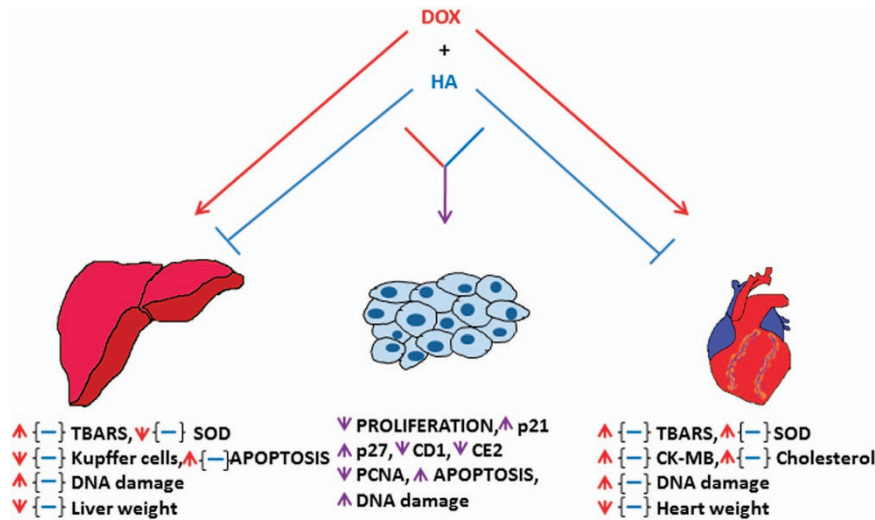 DOX
+
HA
↑ {−} TBARS, ↓ {−} SOD
↓ {−} Kupffer cells, ↑ {−} APOPTOSIS
↑ {−} DNA damage
↓ {−} Liver weight
↓ PROLIFERATION, ↑ p21
↑ p27, ↓ CD1, ↓ CE2
↓ PCNA, ↑ APOPTOSIS,
↑ DNA damage
↑ {−} TBARS, ↑ {−} SOD
↑ {−} CK-MB, ↑ {−} Cholesterol
↑ {−} DNA damage
↓ {−} Heart weight